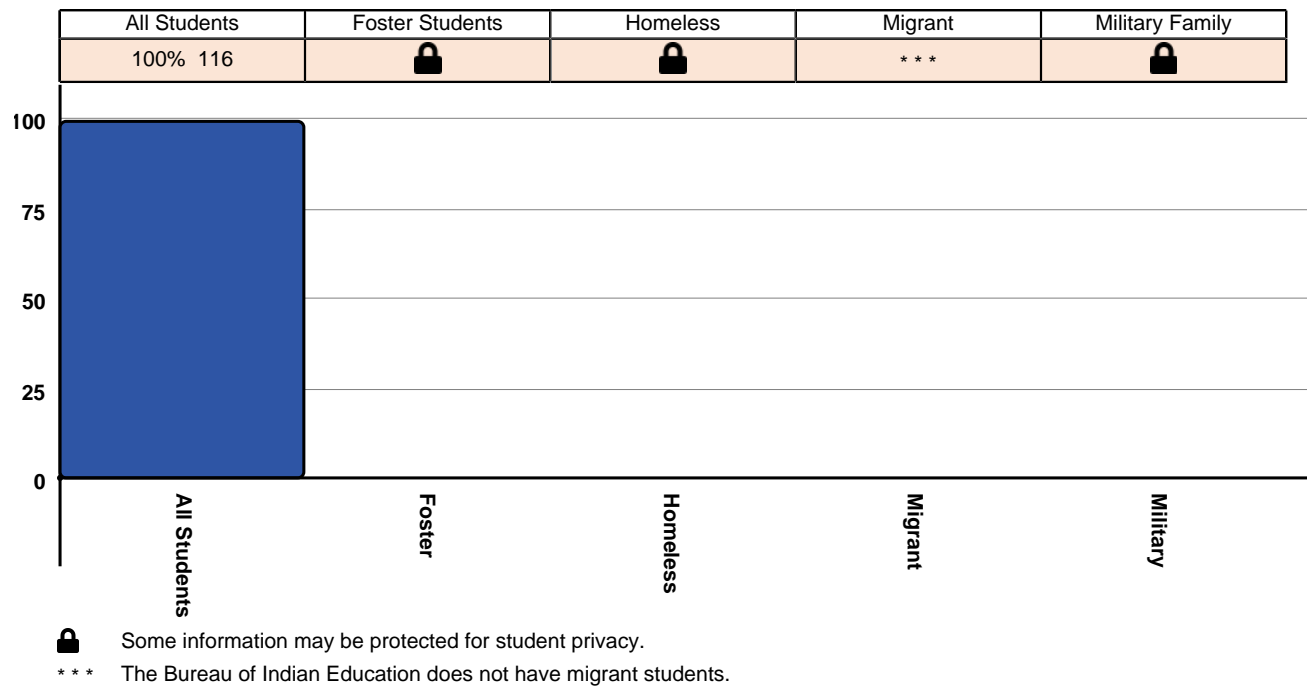 All Students Foster Students Homeless Migrant Military Family
100% 116 * * *
100
75
50
25
0
All Students
Foster
Homeless
Migrant
Military
Some information may be protected for student privacy.
* * * The Bureau of Indian Education does not have migrant students.